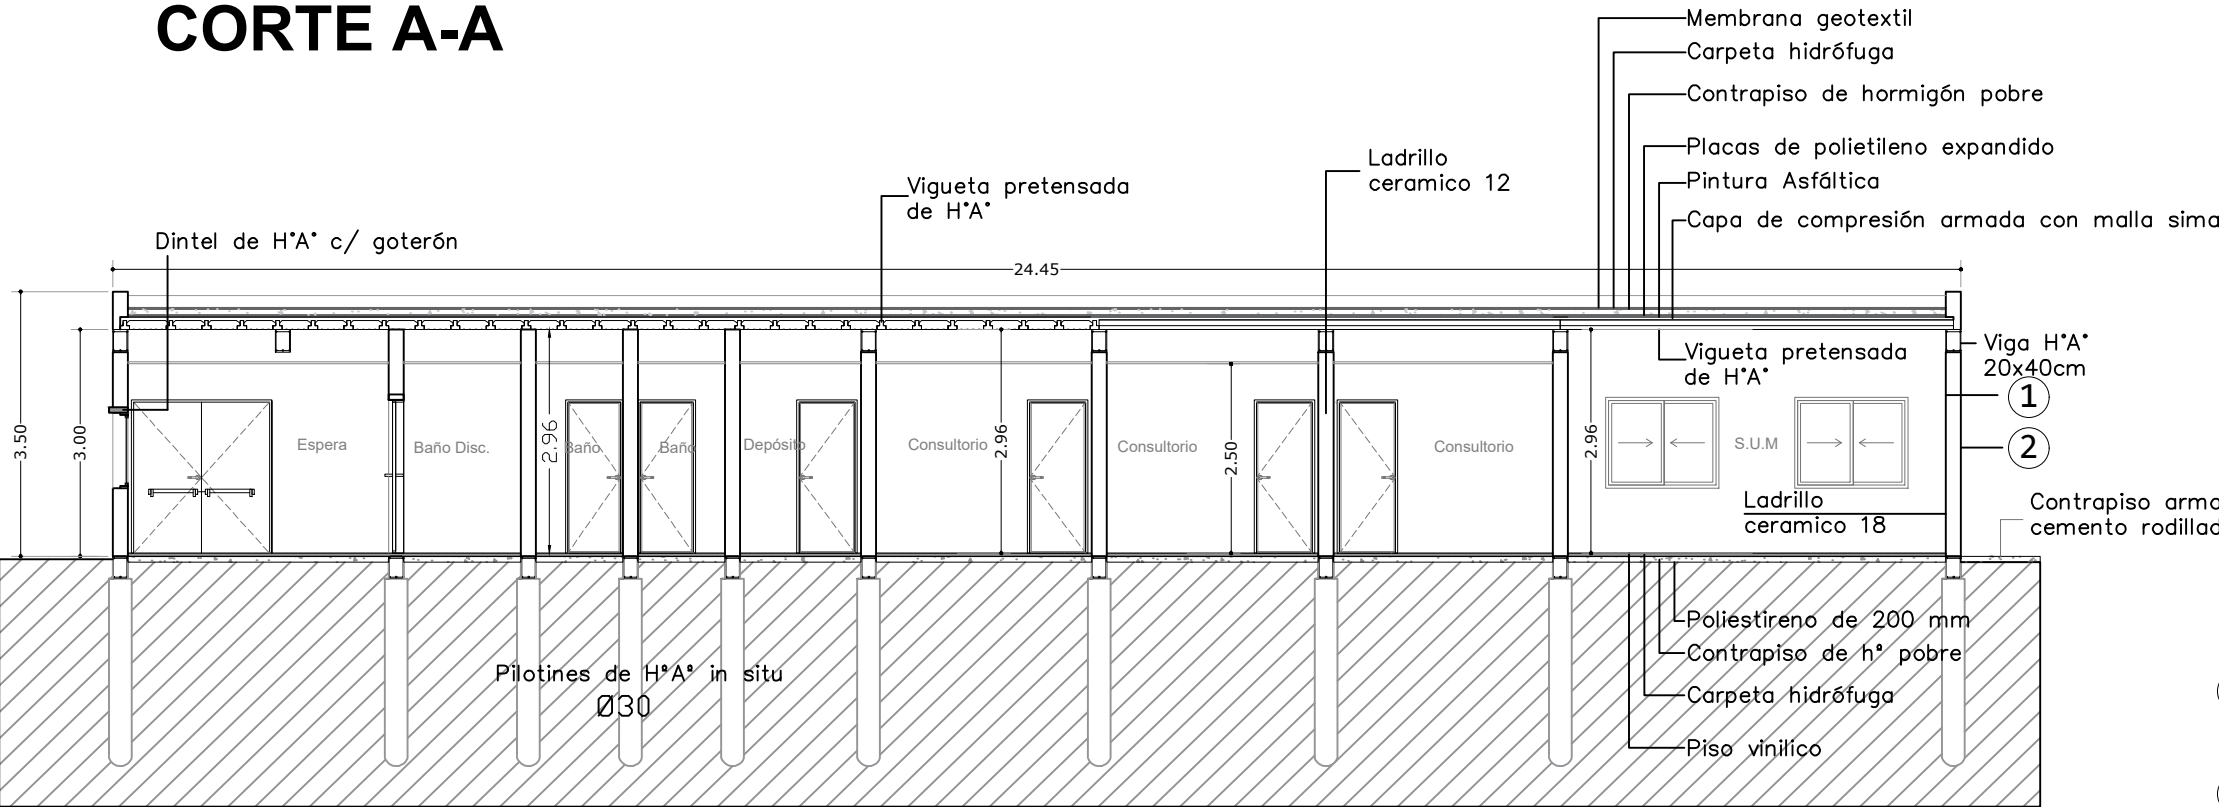 CORTE A-A
Membrana geotextil
Carpeta hidrófuga
Contrapiso de hormigón pobre
Placas de polietileno expandido
Pintura Asfáltica
Capa de compresión armada con malla sima
Ladrillo
ceramico 12
Vigueta pretensada
de H°A°
Dintel de H°A° c/ goterón
24.45
Vigueta pretensada
de H°A°
Viga H°A°
20x40cm
1
2
3.50
3.00
2.96
2.96
2.50
2.96
Espera
Baño Disc.
Baño
Baño
Depósito
Consultorio
Consultorio
Consultorio
S.U.M
Ladrillo
ceramico 18
Contrapiso arma
cemento rodillad
Poliestireno de 200 mm
Contrapiso de hª pobre
Carpeta hidrófuga
Piso vinilico
Pilotines de HªAª in situ
Ø30